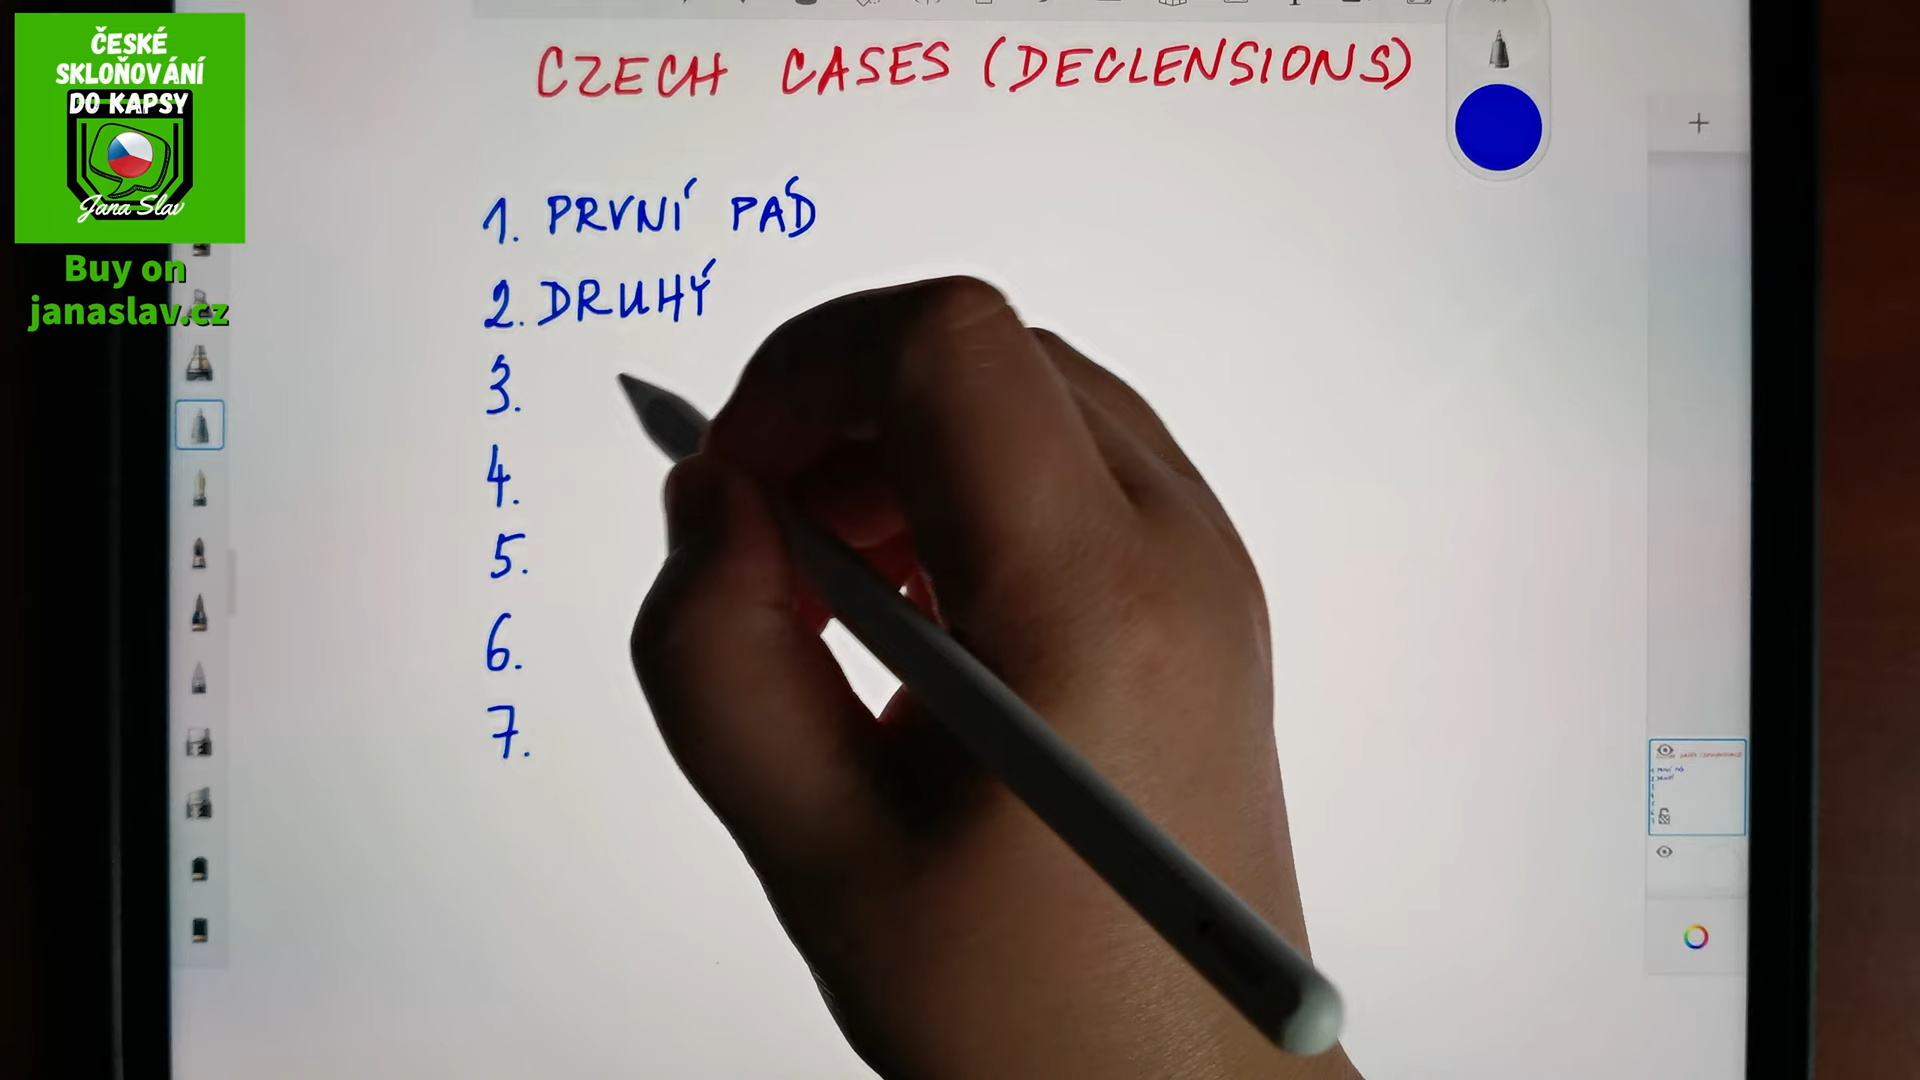 ČESKÉ
SKLOŇOVÁNÍ
DO KAPSY
Jana Slav
Buy on
janaslav.cz
CZECH CASES (DECLENSIONS)
1. PRVNÍ PÁD
2. DRUHÝ
3.
4.
5.
6.
7.